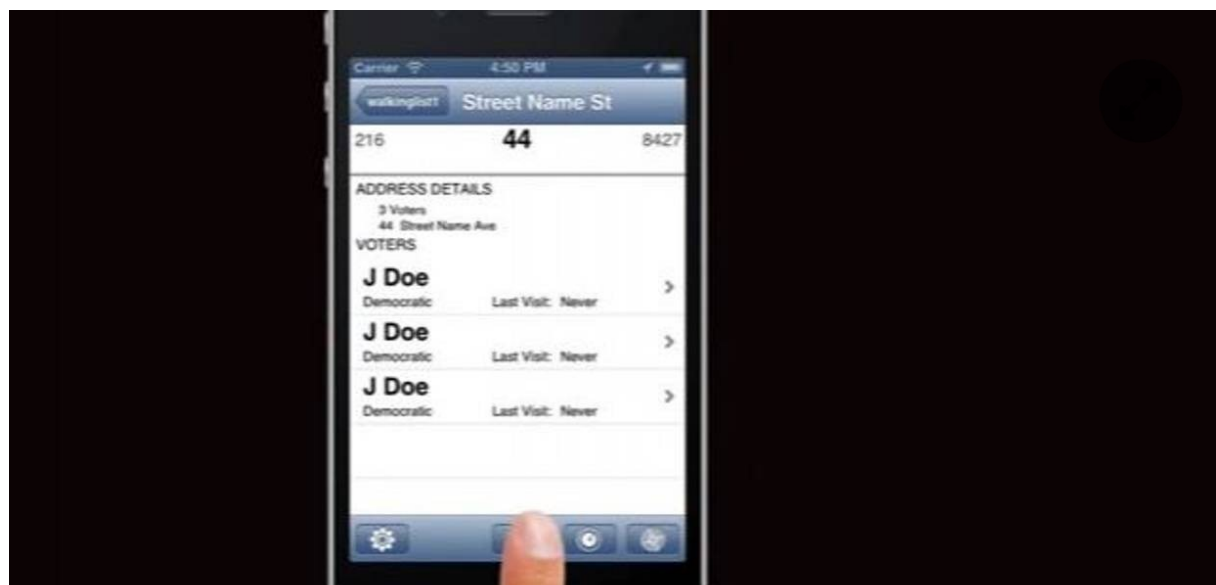 Carrier 4:50 PM
walkinglist1 Street Name St
216 44 8427
ADDRESS DETAILS
3 Voters
44 Street Name Ave
VOTERS
J Doe
Democratic Last Visit: Never
J Doe
Democratic Last Visit: Never
J Doe
Democratic Last Visit: Never